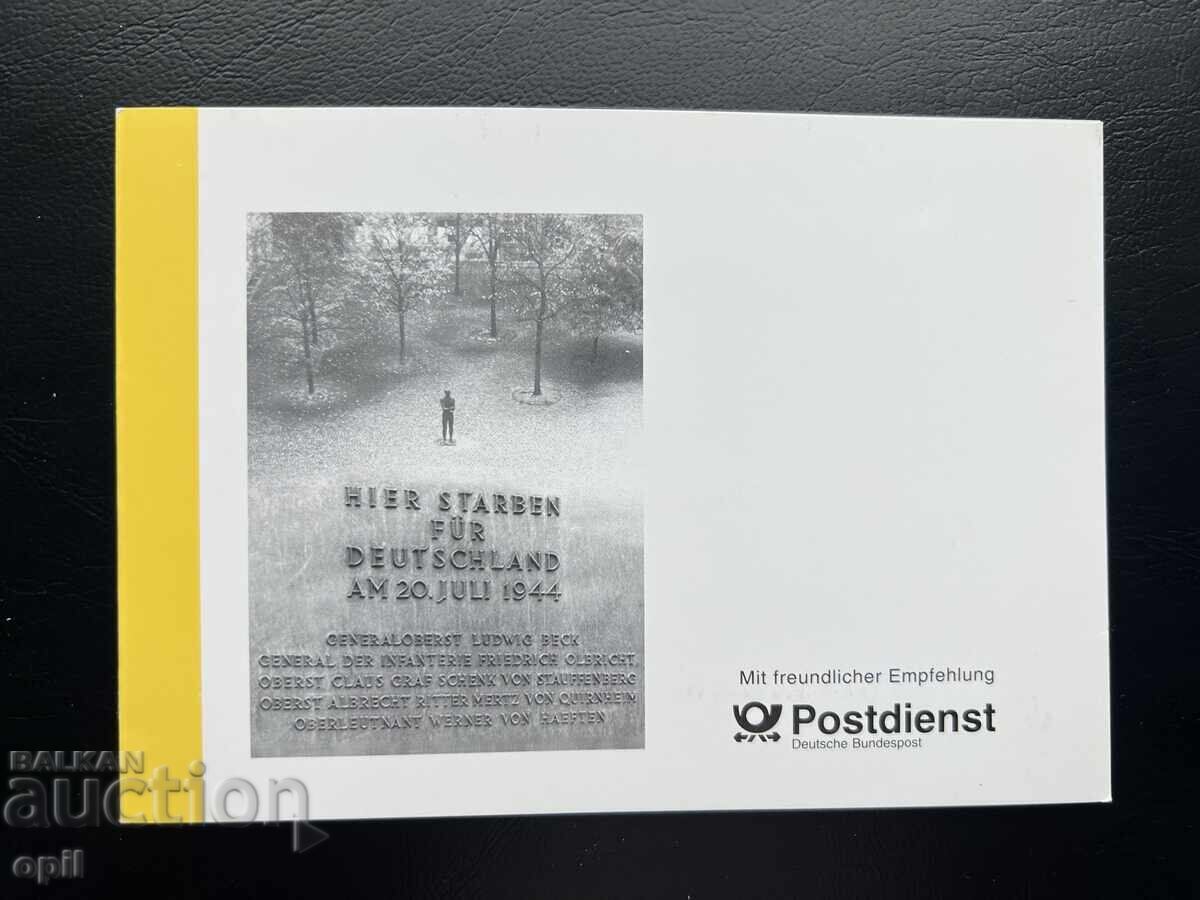 HIER STARBEN
FÜR
DEUTSCHLAND
AM 20. JULI 1944
GENERALOBERST LUDWIG BECK
GENERAL DER INFANTERIE FRIEDRICH OLBRICHT
OBERST CLAUS GRAF SCHENK VON STAUFFENBERG
OBERST ALBRECHT RITTER MERTZ VON QUIRNHEIM
OBERLEUTNANT WERNER VON HAEFTEN
Mit freundlicher Empfehlung
Postdienst
Deutsche Bundespost
BALKAN
auction
opil